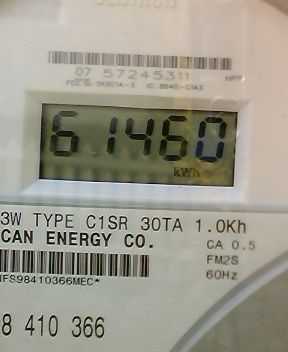 07 57245311
61460
kWh
3W TYPE C1SR 30TA 1.0Kh
CAN ENERGY CO.
CA 0.5
FM2S
60Hz
IFS98410366MEC*
8 410 366